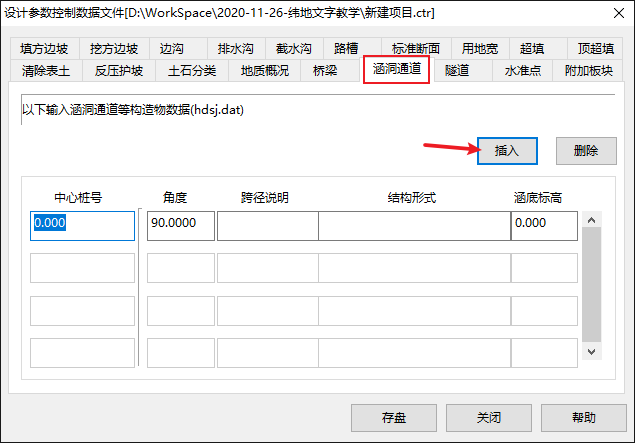 设计参数控制数据文件[D:\WorkSpace\2020-11-26-纬地文字教学\新建项目.ctr]
填方边坡 挖方边坡 边沟 排水沟 截水沟 路槽 标准断面 用地宽 超填 顶超填
清除表土 反压护坡 土石分类 地质概况 桥梁 涵洞通道 隧道 水准点 附加板块
以下输入涵洞通道等构造物数据(hdsj.dat)
插入 删除
中心桩号 角度 跨径说明 结构形式 涵底标高
0.000 90.0000 0.000
存盘 关闭 帮助